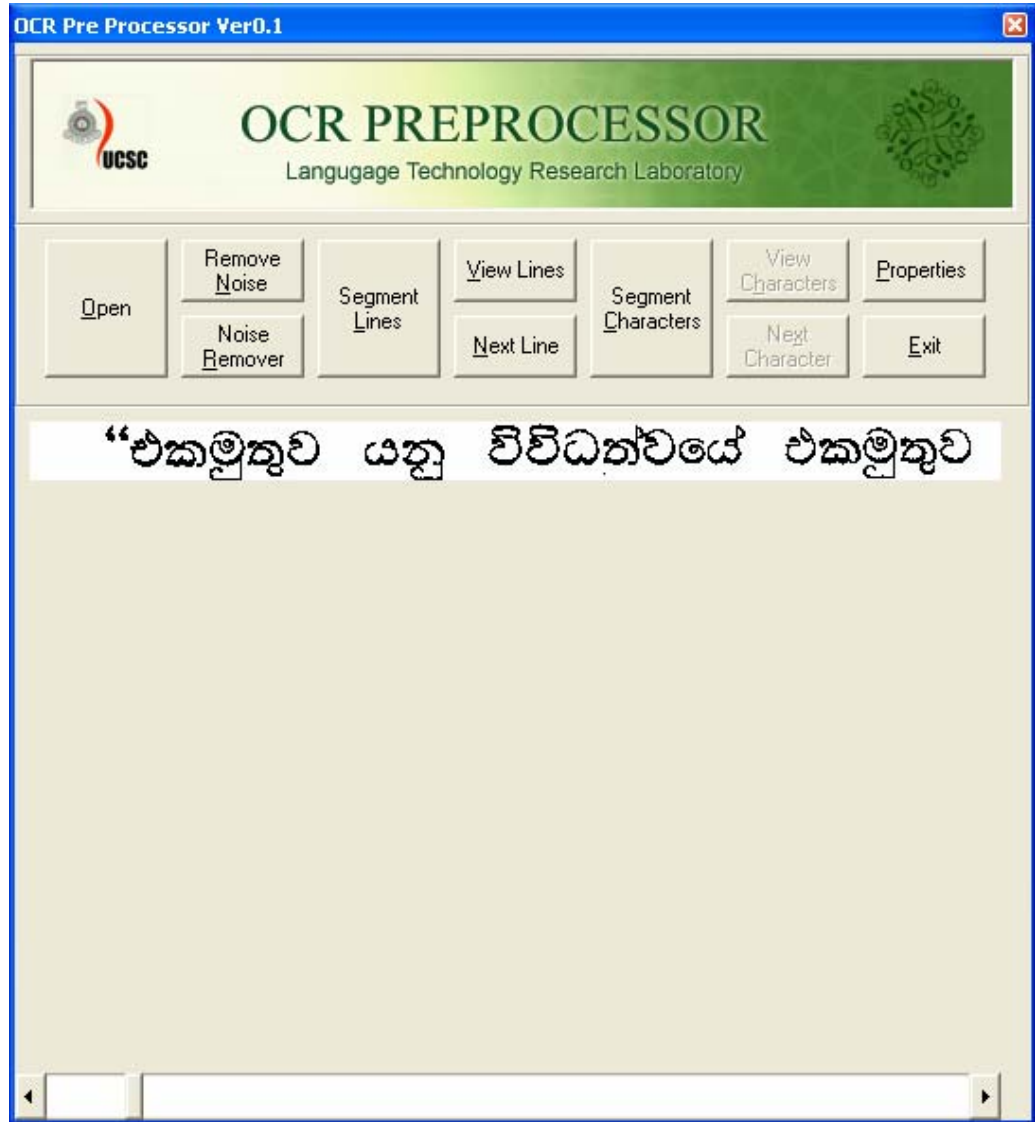 OCR Pre Processor Ver0.1
UCSC
OCR PREPROCESSOR
Langugage Technology Research Laboratory
Open
Remove
Noise
Noise
Remover
Segment
Lines
View Lines
Next Line
Segment
Characters
View
Characters
Next
Character
Properties
Exit
“එකමුතුව යනු විවිධත්වයේ එකමුතුව